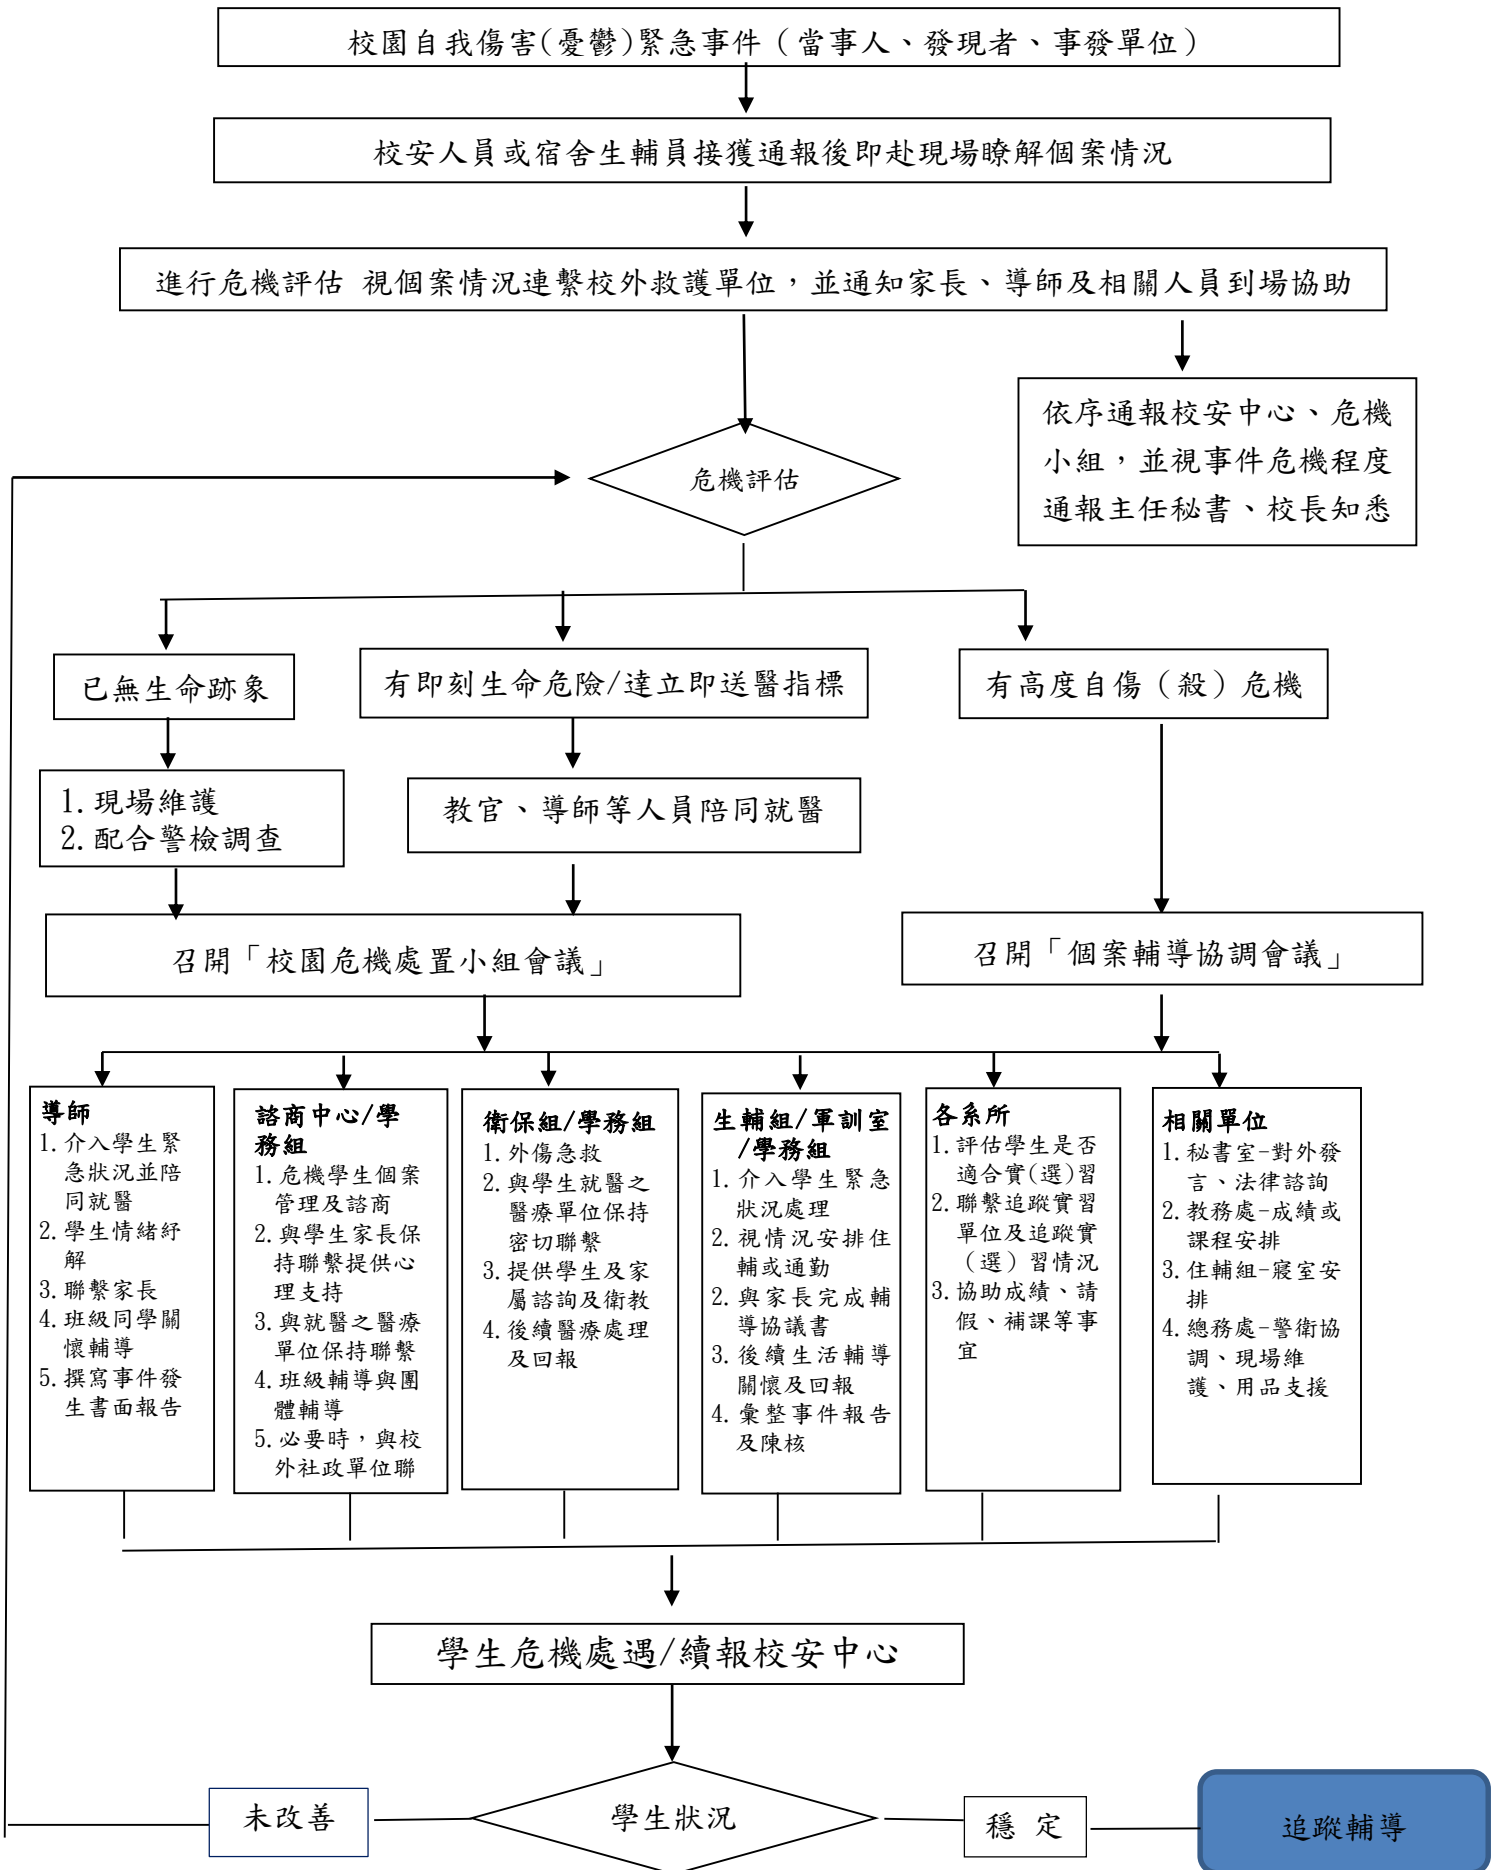 校園自我傷害(憂鬱)緊急事件（當事人、發現者、事發單位）
校安人員或宿舍生輔員接獲通報後即赴現場瞭解個案情況
進行危機評估 視個案情況連繫校外救護單位，並通知家長、導師及相關人員到場協助
依序通報校安中心、危機
小組，並視事件危機程度
通報主任秘書、校長知悉
危機評估
已無生命跡象
有即刻生命危險/達立即送醫指標
有高度自傷（殺）危機
1.現場維護
2.配合警檢調查
教官、導師等人員陪同就醫
召開「校園危機處置小組會議」
召開「個案輔導協調會議」
導師
1.介入學生緊
急狀況並陪
同就醫
2.學生情緒紓
解
3.聯繫家長
4.班級同學關
懷輔導
5.撰寫事件發
生書面報告
諮商中心/學
務組
1.危機學生個案
管理及諮商
2.與學生家長保
持聯繫提供心
理支持
3.與就醫之醫療
單位保持聯繫
4.班級輔導與團
體輔導
5.必要時，與校
外社政單位聯
衛保組/學務組
1.外傷急救
2.與學生就醫之
醫療單位保持
密切聯繫
3.提供學生及家
屬諮詢及衛教
4.後續醫療處理
及回報
生輔組/軍訓室
/學務組
1.介入學生緊急
狀況處理
2.視情況安排住
輔或通勤
2.與家長完成輔
導協議書
3.後續生活輔導
關懷及回報
4.彙整事件報告
及陳核
各系所
1.評估學生是否
適合實(選)習
2.聯繫追蹤實習
單位及追蹤實
（選）習情況
3.協助成績、請
假、補課等事
宜
相關單位
1.秘書室-對外發
言、法律諮詢
2.教務處-成績或
課程安排
3.住輔組-寢室安
排
4.總務處-警衛協
調、現場維
護、用品支援
學生危機處遇/續報校安中心
未改善
學生狀況
穩 定
追蹤輔導